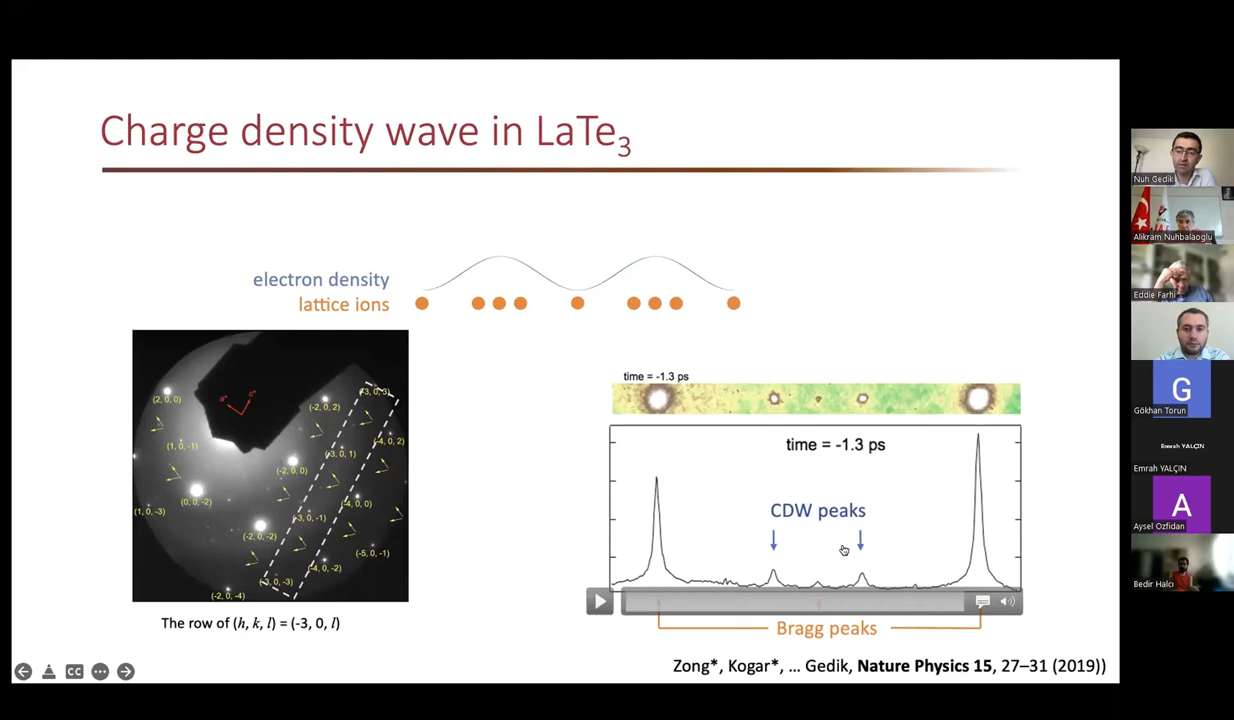 Charge density wave in LaTe3
electron density
lattice ions
(2, 0, 0)
(1, 0, -1)
(0, 0, -2)
(1, 0, -3)
(-2, 0, 2)
(-2, 0, 0)
(-2, 0, -2)
(-2, 0, -4)
(-3, 0, 3)
(-3, 0, 1)
(-3, 0, -1)
(-3, 0, -3)
(-4, 0, 2)
(-4, 0, 0)
(-4, 0, -2)
(-5, 0, -1)
The row of (h, k, l) = (-3, 0, l)
time = -1.3 ps
time = -1.3 ps
CDW peaks
Bragg peaks
Zong*, Kogar*, ... Gedik, Nature Physics 15, 27–31 (2019))
CC
Nuh Gedik
Alikram Nuhbalaoglu
Eddie Farhi
G
Gökhan Torun
Emrah YALÇIN
Emrah YALÇIN
A
Aysel Ozfidan
Bedir Halcı